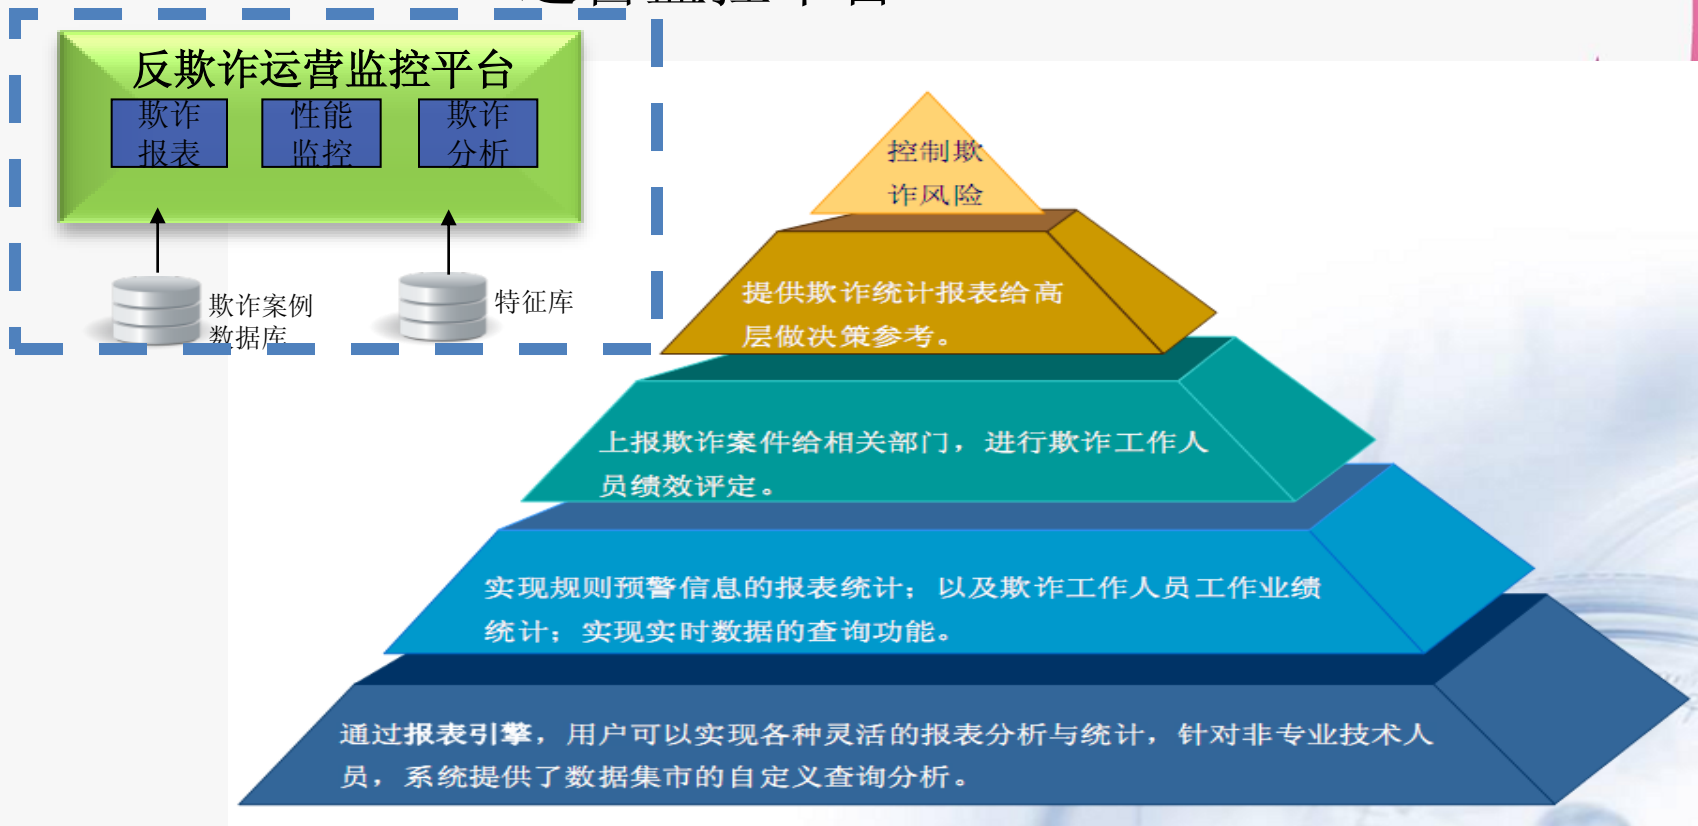 运营监控平台
反欺诈运营监控平台
欺诈
报表
性能
监控
欺诈
分析
欺诈案例
数据库
特征库
控制欺
诈风险
提供欺诈统计报表给高
层做决策参考。
上报欺诈案件给相关部门，进行欺诈工作人
员绩效评定。
实现规则预警信息的报表统计；以及欺诈工作人员工作业绩
统计；实现实时数据的查询功能。
通过报表引擎，用户可以实现各种灵活的报表分析与统计，针对非专业技术人
员，系统提供了数据集市的自定义查询分析。